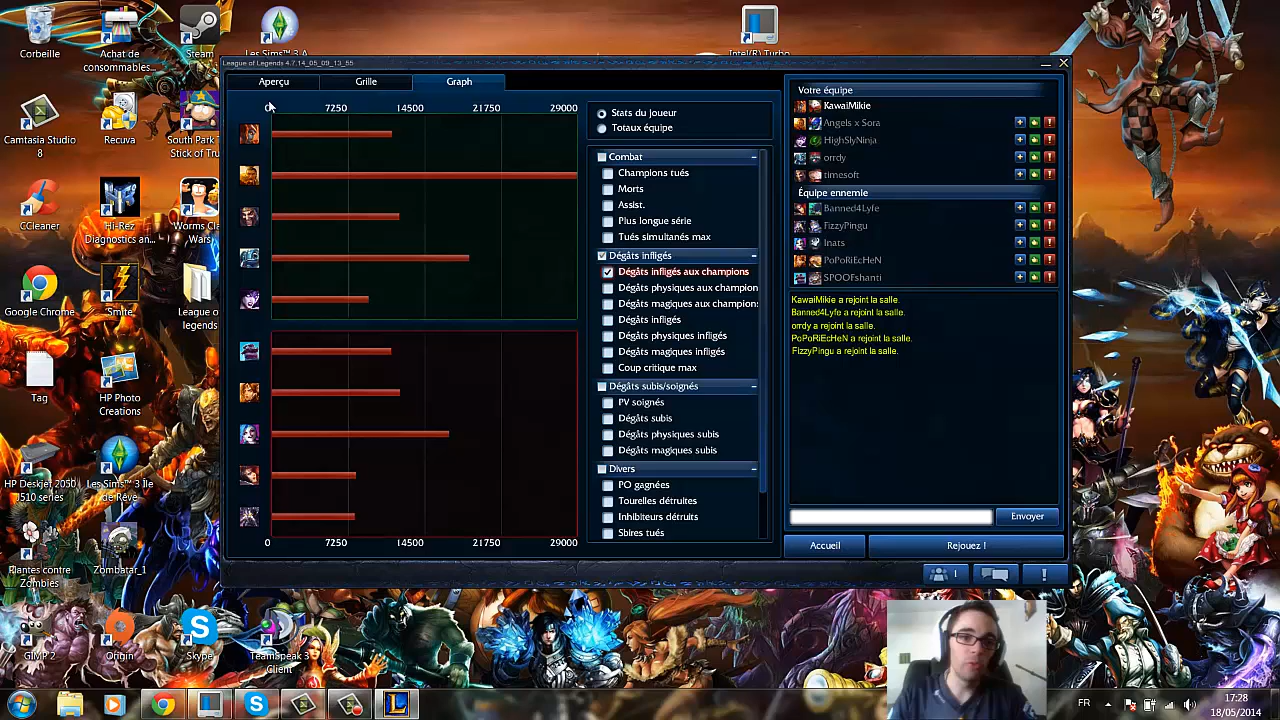 Corbeille
Achat de
consommables
Steam
Les Sims™ 3 A
Intel(R) Turbo
Camtasia Studio
8
Recuva
South Park T
Stick of Tru
CCleaner
Hi-Rez
Diagnostics an...
Worms Cla
Wars
Google Chrome
Smite
League o
legends
Tag
HP Photo
Creations
HP Deskjet 2050
J510 series
Les Sims™ 3 Île
de Rêve
Plantes contre
Zombies
Zombatar_1
GIMP 2
Origin
Skype
TeamSpeak 3
Client
League of Legends 4.7.14_05_09_13_55
Aperçu
Grille
Graph
0 7250 14500 21750 29000
0 7250 14500 21750 29000
Stats du joueur
Totaux équipe
Combat
Champions tués
Morts
Assist.
Plus longue série
Tués simultanés max
Dégâts infligés
Dégâts infligés aux champions
Dégâts physiques aux champion
Dégâts magiques aux champions
Dégâts infligés
Dégâts physiques infligés
Dégâts magiques infligés
Coup critique max
Dégâts subis/soignés
PV soignés
Dégâts subis
Dégâts physiques subis
Dégâts magiques subis
Divers
PO gagnées
Tourelles détruites
Inhibiteurs détruits
Sbires tués
Votre équipe
KawaiMikie
Angels x Sora
HighSlyNinja
orrdy
timesoft
Équipe ennemie
Banned4Lyfe
FizzyPingu
Inats
PoPoRiEcHeN
SPOOFshanti
KawaiMikie a rejoint la salle.
Banned4Lyfe a rejoint la salle.
orrdy a rejoint la salle.
PoPoRiEcHeN a rejoint la salle.
FizzyPingu a rejoint la salle.
Envoyer
Accueil
Rejouez !
1
FR
17:28
18/05/2014